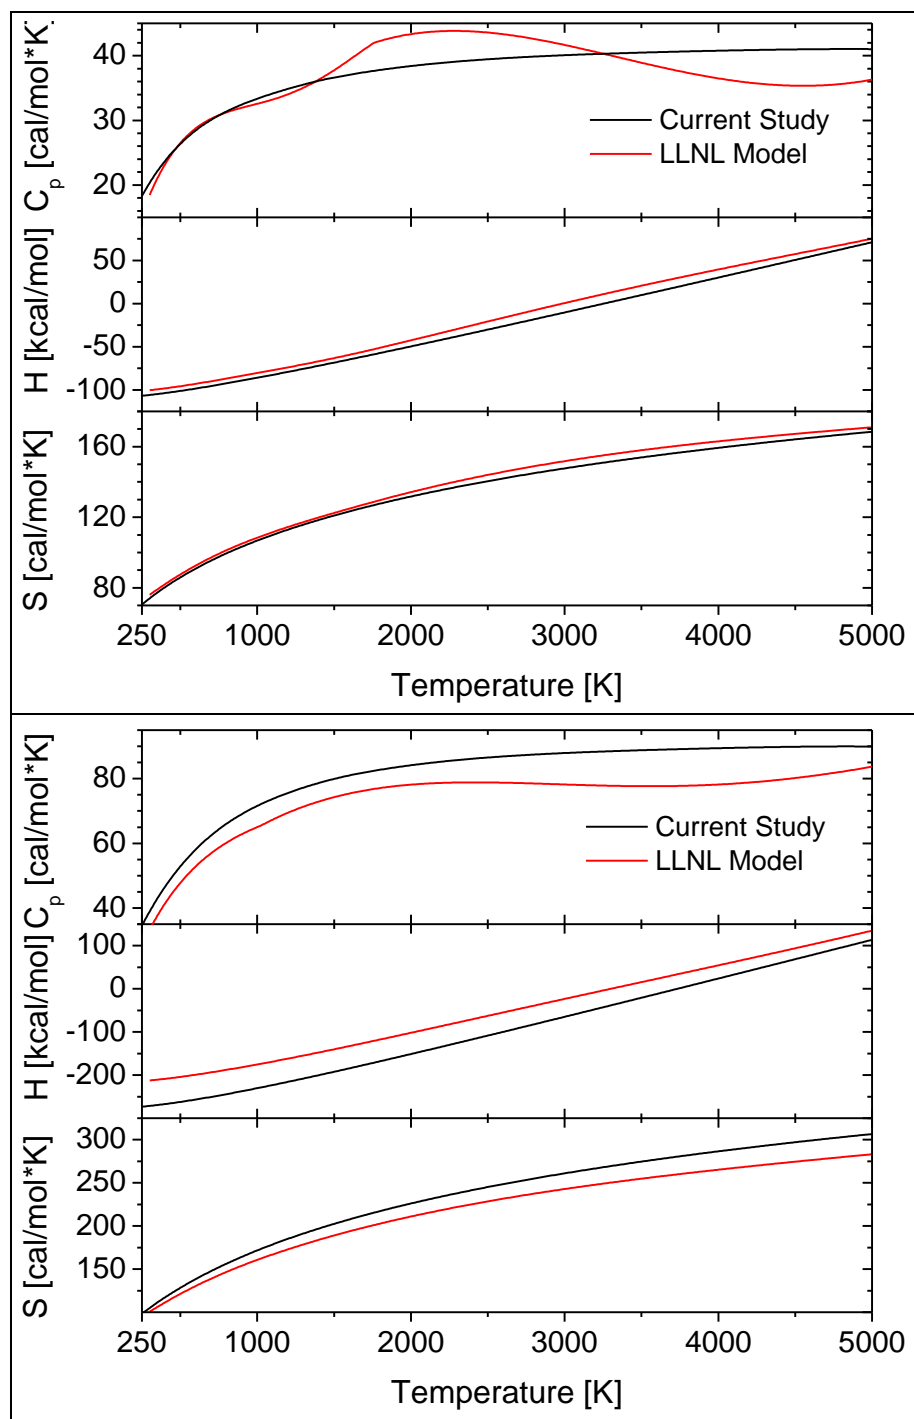 C_p [cal/mol*K]
40
30
20
Current Study
LLNL Model
H [kcal/mol]
50
0
-50
-100
S [cal/mol*K]
160
120
80
250 1000 2000 3000 4000 5000
Temperature [K]
C_p [cal/mol*K]
80
60
40
Current Study
LLNL Model
H [kcal/mol]
100
0
-100
-200
S [cal/mol*K]
300
250
200
150
250 1000 2000 3000 4000 5000
Temperature [K]